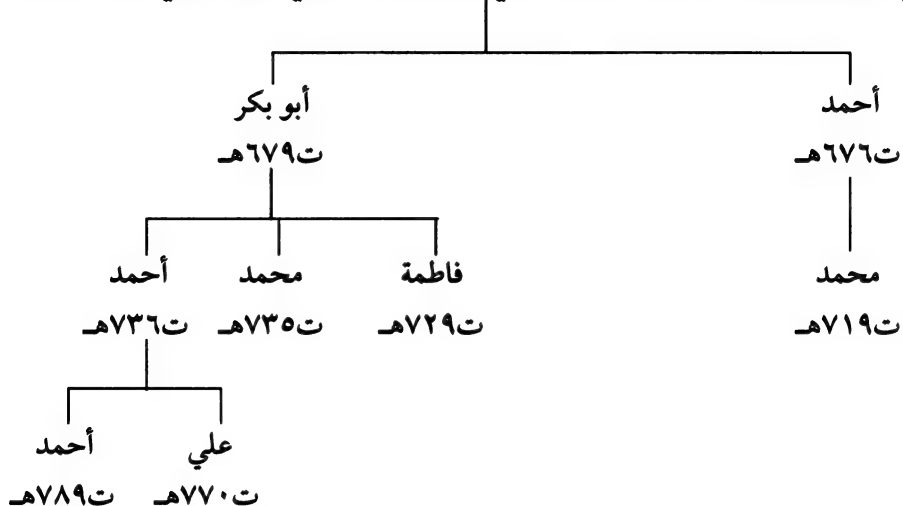 أحمد أبو بكر
ت٦٧٦هـ ت٦٧٩هـ
محمد فاطمة محمد أحمد
ت٧١٩هـ ت٧٢٩هـ ت٧٣٥هـ ت٧٣٦هـ
علي أحمد
ت٧٧٠هـ ت٧٨٩هـ